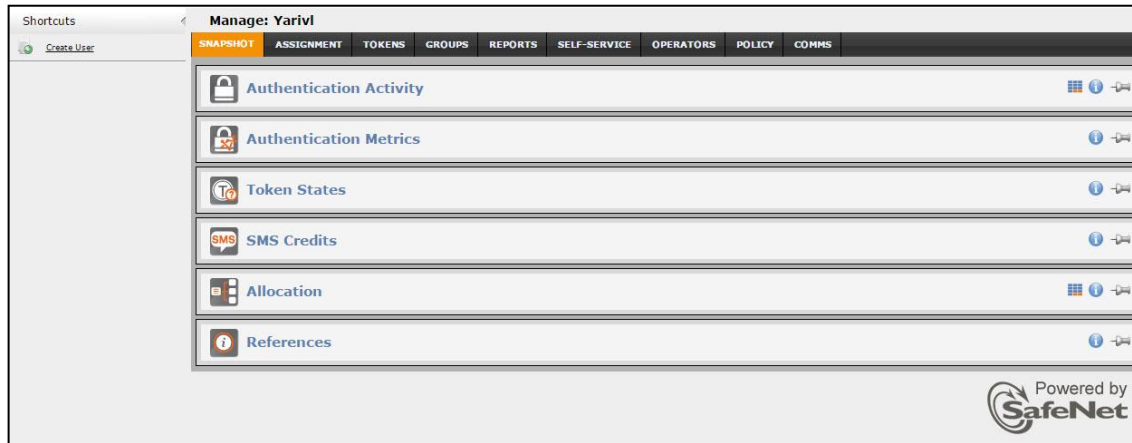 Shortcuts
Create User
Manage: Yarivl
SNAPSHOT ASSIGNMENT TOKENS GROUPS REPORTS SELF-SERVICE OPERATORS POLICY COMMS
Authentication Activity
Authentication Metrics
Token States
SMS SMS Credits
Allocation
References
Powered by
SafeNet